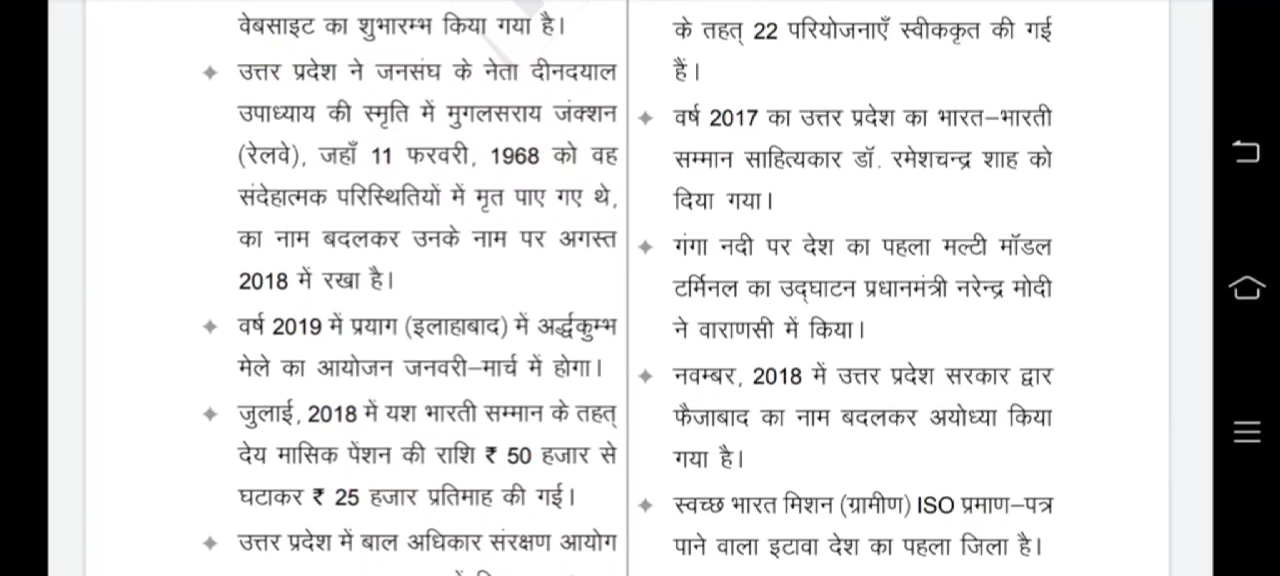 वेबसाइट का शुभारम्भ किया गया है।
✦ उत्तर प्रदेश ने जनसंघ के नेता दीनदयाल
उपाध्याय की स्मृति में मुगलसराय जंक्शन
(रेलवे), जहाँ 11 फरवरी, 1968 को वह
संदेहात्मक परिस्थितियों में मृत पाए गए थे,
का नाम बदलकर उनके नाम पर अगस्त
2018 में रखा है।
✦ वर्ष 2019 में प्रयाग (इलाहाबाद) में अर्द्धकुम्भ
मेले का आयोजन जनवरी–मार्च में होगा।
✦ जुलाई, 2018 में यश भारती सम्मान के तहत्
देय मासिक पेंशन की राशि ₹ 50 हजार से
घटाकर ₹ 25 हजार प्रतिमाह की गई।
✦ उत्तर प्रदेश में बाल अधिकार संरक्षण आयोग
के तहत् 22 परियोजनाएँ स्वीककृत की गई
हैं।
✦ वर्ष 2017 का उत्तर प्रदेश का भारत–भारती
सम्मान साहित्यकार डॉ. रमेशचन्द्र शाह को
दिया गया।
✦ गंगा नदी पर देश का पहला मल्टी मॉडल
टर्मिनल का उद्घाटन प्रधानमंत्री नरेन्द्र मोदी
ने वाराणसी में किया।
✦ नवम्बर, 2018 में उत्तर प्रदेश सरकार द्वार
फैजाबाद का नाम बदलकर अयोध्या किया
गया है।
✦ स्वच्छ भारत मिशन (ग्रामीण) ISO प्रमाण–पत्र
पाने वाला इटावा देश का पहला जिला है।